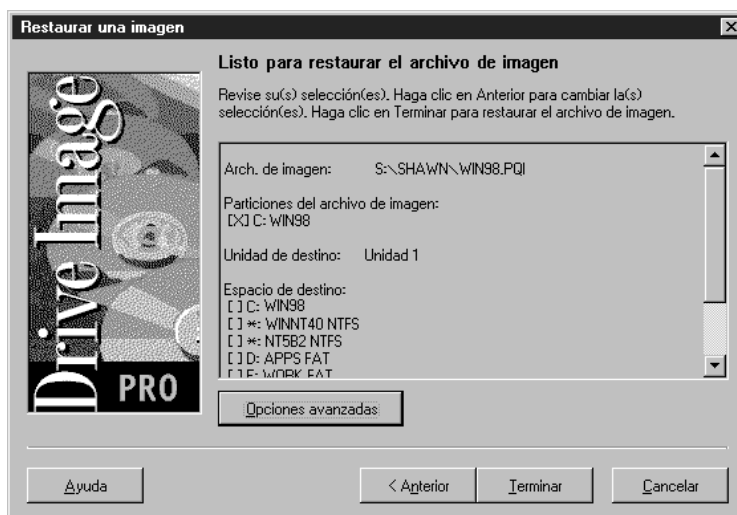 Restaurar una imagen
Drive Image
PRO
Listo para restaurar el archivo de imagen
Revise su(s) selección(es). Haga clic en Anterior para cambiar la(s)
selección(es). Haga clic en Terminar para restaurar el archivo de imagen.
Arch. de imagen: S:\SHAWN\WIN98.PQI
Particiones del archivo de imagen:
[X] C: WIN98
Unidad de destino: Unidad 1
Espacio de destino:
[ ] C: WIN98
[ ] *: WINNT40 NTFS
[ ] *: NT5B2 NTFS
[ ] D: APPS FAT
[ ] E: WORK FAT
Opciones avanzadas
Ayuda
< Anterior
Terminar
Cancelar